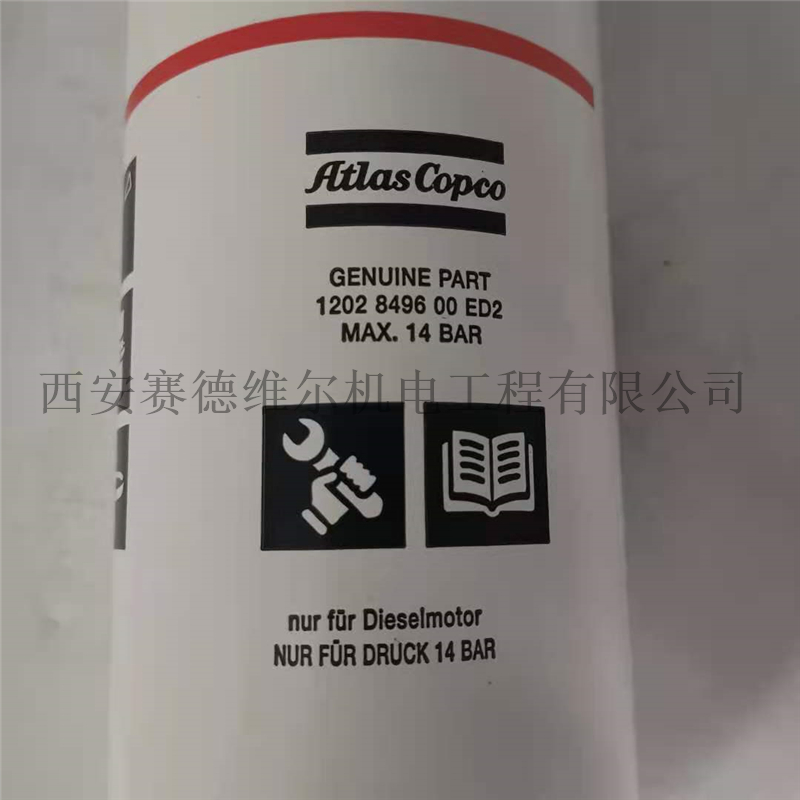 Atlas Copco
GENUINE PART
1202 8496 00 ED2
MAX. 14 BAR
西安赛德维尔机电工程有限公司
nur für Dieselmotor
NUR FÜR DRUCK 14 BAR